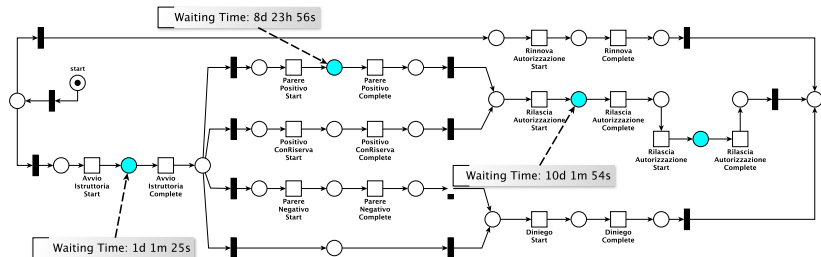 Waiting Time: 8d 23h 56s
Rinnova
Autorizzazione
Start
Rinnova
Complete
start
Parere
Positivo
Start
Parere
Positivo
Complete
Rilascia
Autorizzazione
Start
Rilascia
Autorizzazione
Complete
Positivo
ConRiserva
Start
Positivo
ConRiserva
Complete
Rilascia
Autorizzazione
Start
Rilascia
Autorizzazione
Complete
Avvio
Istruttoria
Start
Avvio
Istruttoria
Complete
Waiting Time: 10d 1m 54s
Parere
Negativo
Start
Parere
Negativo
Complete
Diniego
Start
Diniego
Complete
Waiting Time: 1d 1m 25s